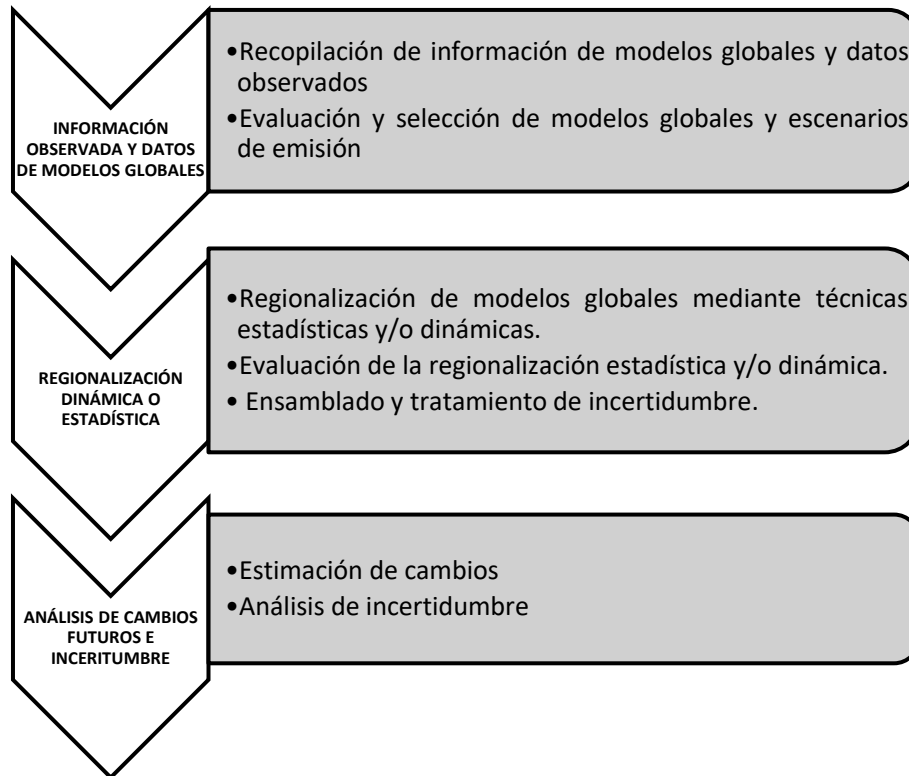 INFORMACIÓN
OBSERVADA Y DATOS
DE MODELOS GLOBALES
•Recopilación de información de modelos globales y datos
observados
•Evaluación y selección de modelos globales y escenarios
de emisión
REGIONALIZACIÓN
DINÁMICA O
ESTADÍSTICA
•Regionalización de modelos globales mediante técnicas
estadísticas y/o dinámicas.
•Evaluación de la regionalización estadística y/o dinámica.
• Ensamblado y tratamiento de incertidumbre.
ANÁLISIS DE CAMBIOS
FUTUROS E
INCERITUMBRE
•Estimación de cambios
•Análisis de incertidumbre